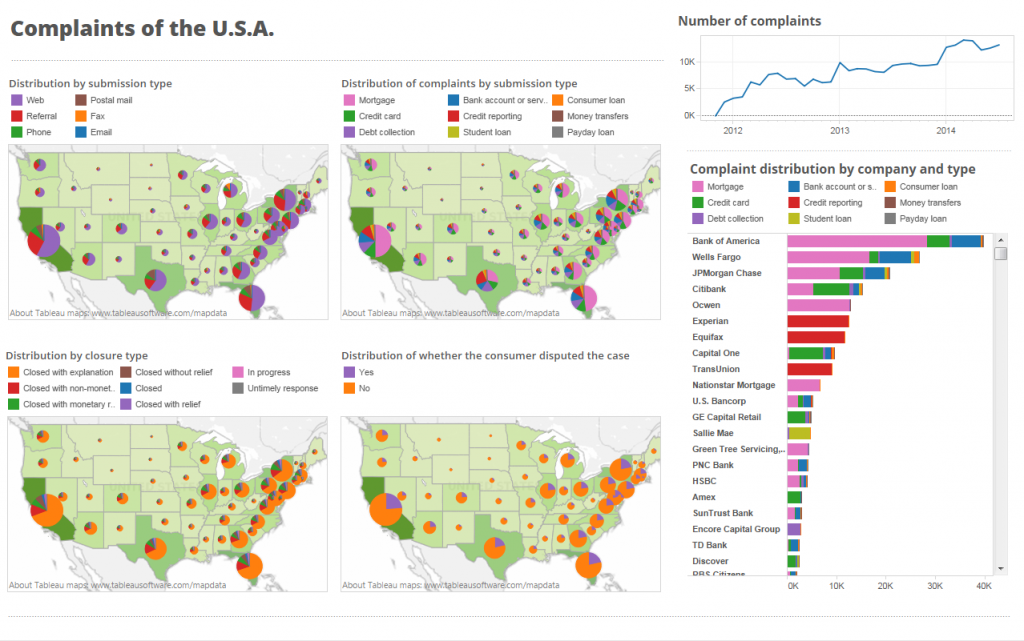 Complaints of the U.S.A.
Distribution by submission type
Web
Postal mail
Referral
Fax
Phone
Email
About Tableau maps: www.tableausoftware.com/mapdata
Distribution of complaints by submission type
Mortgage
Bank account or serv..
Consumer loan
Credit card
Credit reporting
Money transfers
Debt collection
Student loan
Payday loan
About Tableau maps: www.tableausoftware.com/mapdata
Distribution by closure type
Closed with explanation
Closed without relief
In progress
Closed with non-monet..
Closed
Untimely response
Closed with monetary r..
Closed with relief
About Tableau maps: www.tableausoftware.com/mapdata
Distribution of whether the consumer disputed the case
Yes
No
About Tableau maps: www.tableausoftware.com/mapdata
Number of complaints
10K
5K
0K
2012
2013
2014
Complaint distribution by company and type
Mortgage
Bank account or s..
Consumer loan
Credit card
Credit reporting
Money transfers
Debt collection
Student loan
Payday loan
Bank of America
Wells Fargo
JPMorgan Chase
Citibank
Ocwen
Experian
Equifax
Capital One
TransUnion
Nationstar Mortgage
U.S. Bancorp
GE Capital Retail
Sallie Mae
Green Tree Servicing,..
PNC Bank
HSBC
Amex
SunTrust Bank
Encore Capital Group
TD Bank
Discover
RBS Citizens
0K
10K
20K
30K
40K